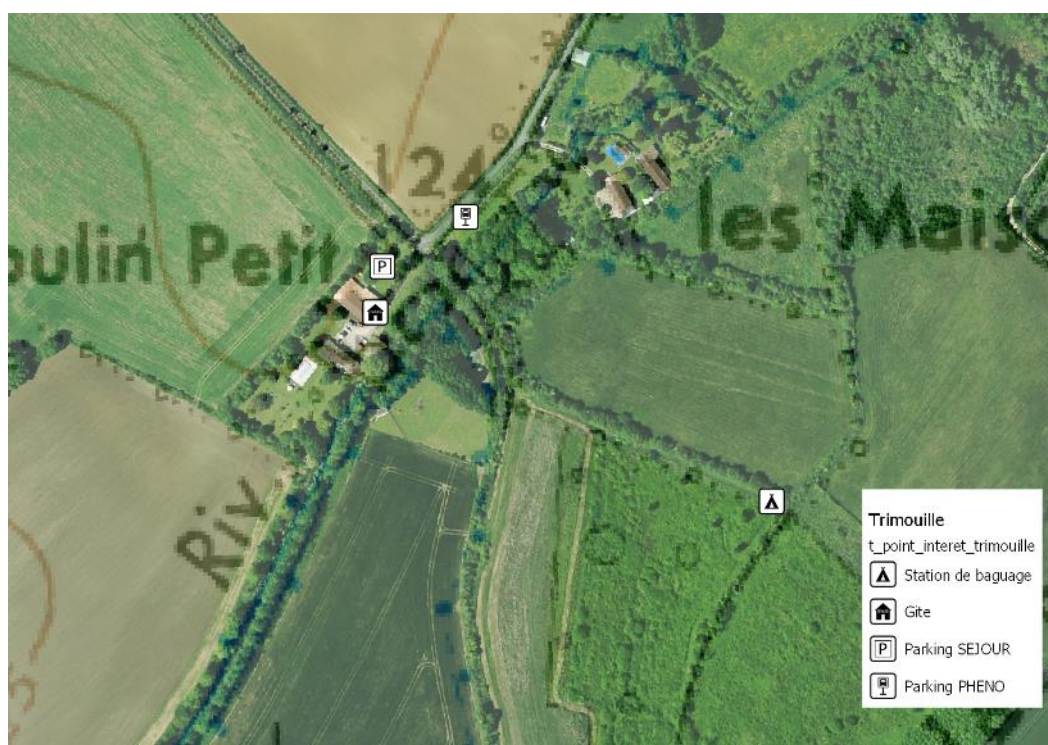 124
oulin Petit
les Mais
Riv
Trimouille
t_point_interet_trimouille
Station de baguage
Gite
P Parking SEJOUR
Parking PHENO